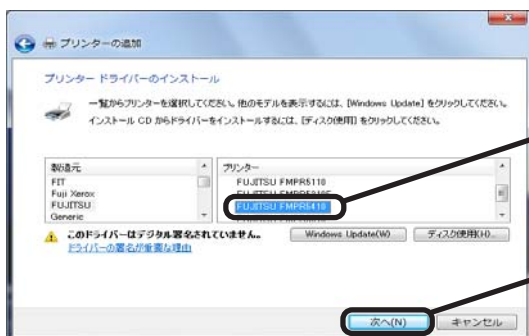 プリンターの追加
プリンター ドライバーのインストール
一覧からプリンターを選択してください。他のモデルを表示するには、[Windows Update] をクリックしてください。
インストール CD からドライバーをインストールするには、[ディスク使用] をクリックしてください。
製造元
FIT
Fuji Xerox
FUJITSU
Generic
プリンター
FUJITSU FMPR5110
FUJITSU FMPR5410
このドライバーはデジタル署名されていません。
ドライバーの署名が重要な理由
Windows Update(W)
ディスク使用(H)...
次へ(N)
キャンセル